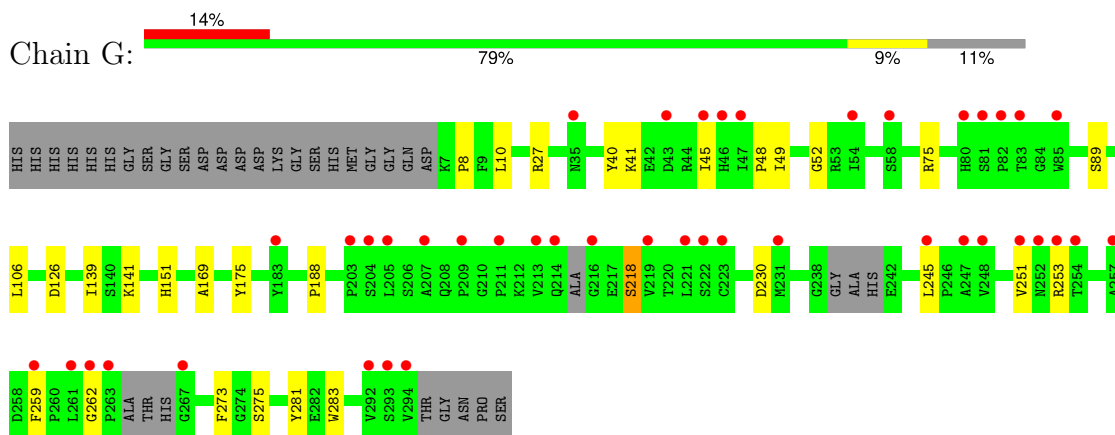 14%
Chain G:
79% 9% 11%
HIS HIS HIS HIS HIS HIS GLY SER GLY SER ASP ASP ASP ASP LYS GLY SER HIS MET GLY GLY GLN ASP K7 P8 F9 L10 R27 N35 Y40 K41 E42 D43 R44 I45 H46 I47 P48 I49 G52 R53 I54 S58 R75 H80 S81 P82 T83 G84 W85 S89
L106 D126 I139 S140 K141 H151 A169 Y175 Y183 P188 P203 S204 L205 S206 A207 Q208 P209 G210 P211 K212 V213 Q214 ALA G216 E217 S218 V219 T220 L221 S222 C223 D230 M231 G238 GLY ALA HIS E242 L245 P246 A247 V248 V251 N252 R253 T254 A257
D258 F259 P260 L261 G262 P263 ALA THR HIS G267 F273 G274 S275 Y281 E282 W283 V292 S293 V294 THR GLY ASN PRO SER